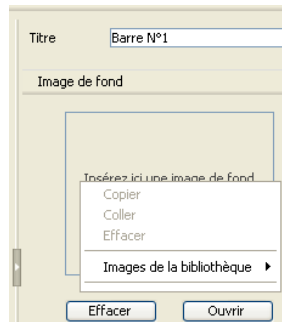 Titre Barre N°1
Image de fond
Insérez ici une image de fond
Copier
Coller
Effacer
Images de la bibliothèque
Effacer Ouvrir